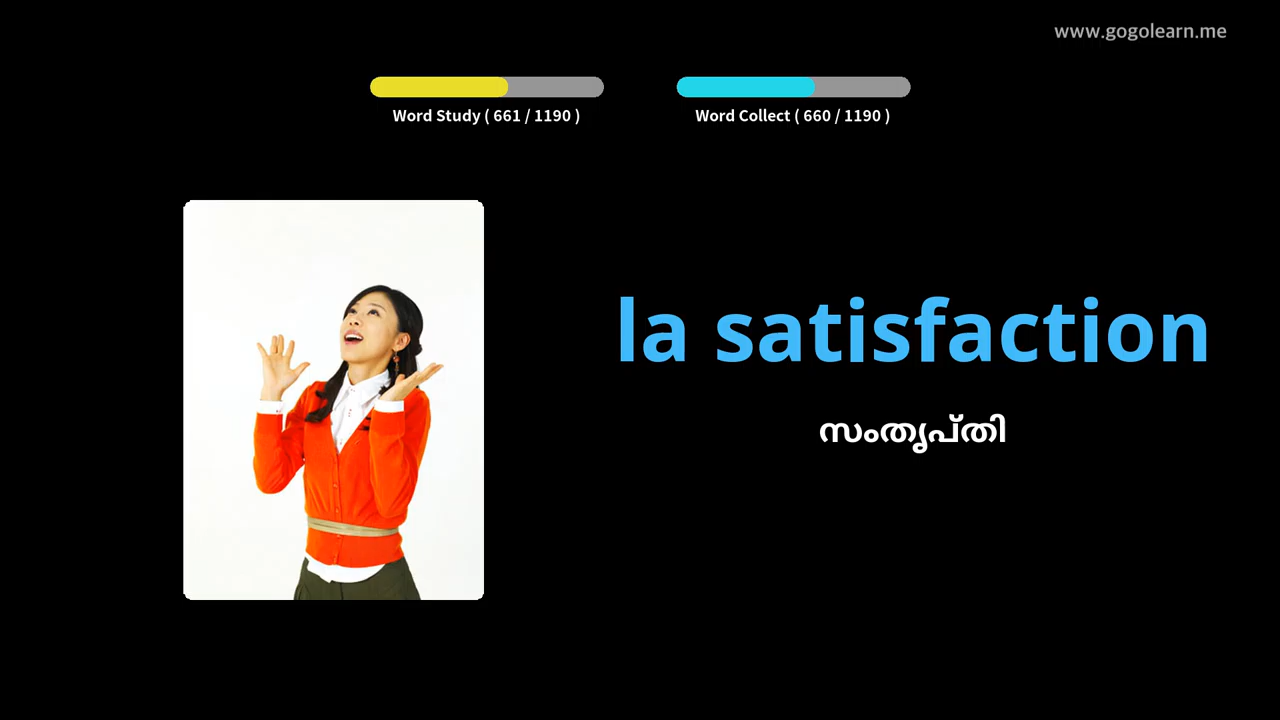 www.gogolearn.me
Word Study ( 661 / 1190 )
Word Collect ( 660 / 1190 )
la satisfaction
സംതൃപ്തി